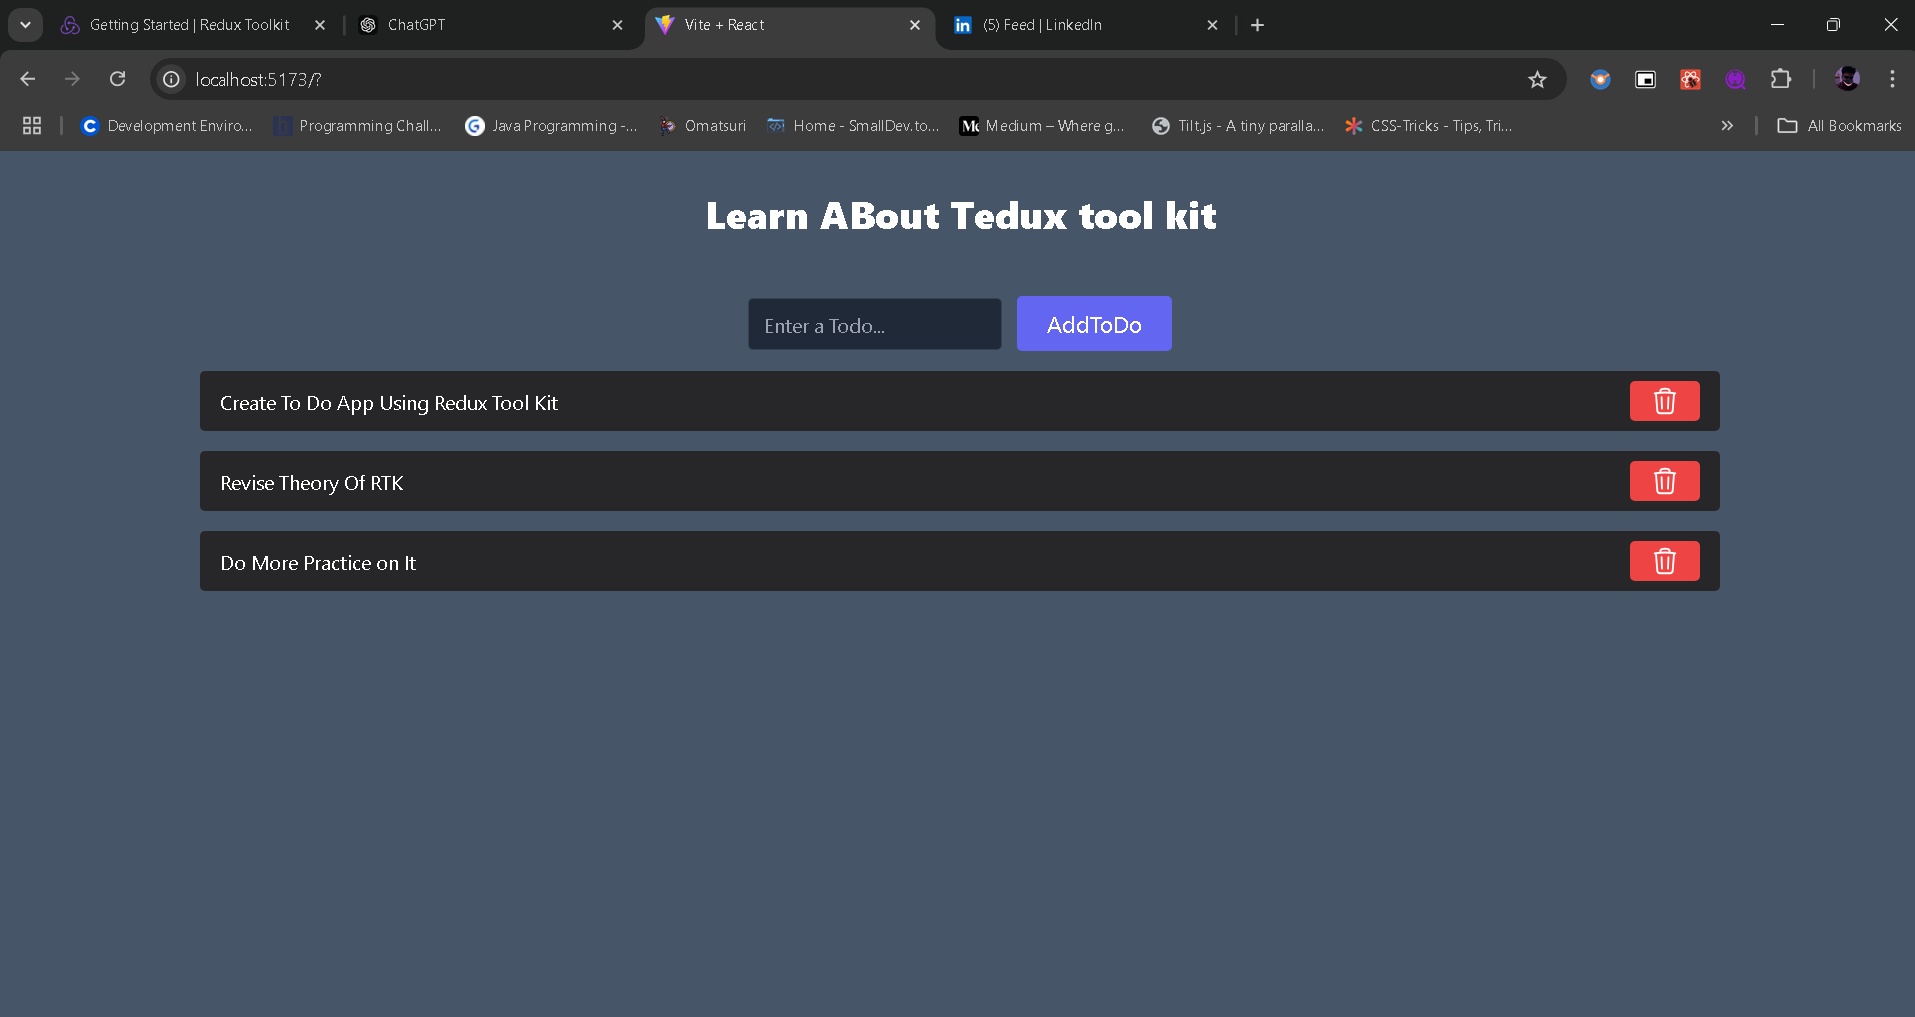 Getting Started | Redux Toolkit
ChatGPT
Vite + React
(5) Feed | LinkedIn
localhost:5173/?
Development Enviro...
Programming Chall...
Java Programming -...
Omatsuri
Home - SmallDev.to...
Medium – Where g...
Tilt.js - A tiny paralla...
CSS-Tricks - Tips, Tri...
All Bookmarks
Learn ABout Tedux tool kit
Enter a Todo...
AddToDo
Create To Do App Using Redux Tool Kit
Revise Theory Of RTK
Do More Practice on It